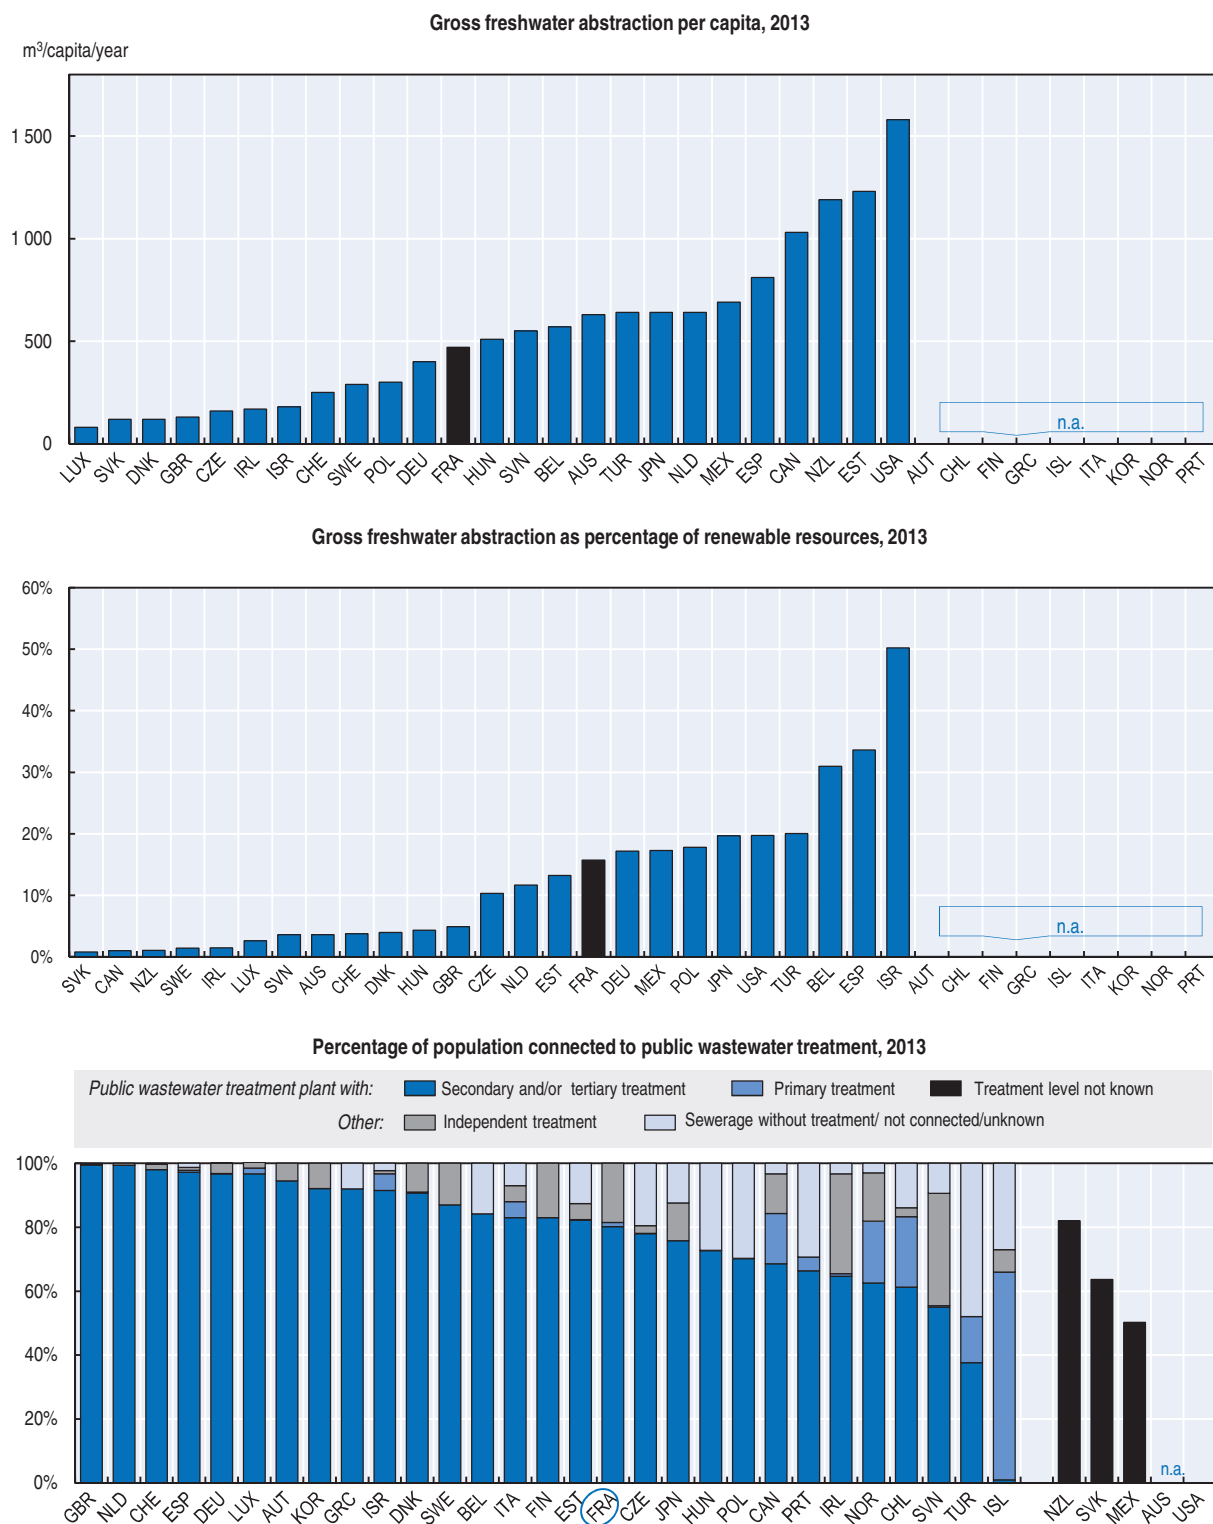 Gross freshwater abstraction per capita, 2013
m³/capita/year
1 500
1 000
500
0
LUX SVK DNK GBR CZE IRL ISR CHE SWE POL DEU FRA HUN SVN BEL AUS TUR JPN NLD MEX ESP CAN NZL EST USA AUT CHL FIN GRC ISL ITA KOR NOR PRT
n.a.
Gross freshwater abstraction as percentage of renewable resources, 2013
60%
50%
40%
30%
20%
10%
0%
n.a.
SVK CAN NZL SWE IRL LUX SVN AUS CHE DNK HUN GBR CZE NLD EST FRA DEU MEX POL JPN USA TUR BEL ESP ISR AUT CHL FIN GRC ISL ITA KOR NOR PRT
Percentage of population connected to public wastewater treatment, 2013
Public wastewater treatment plant with: Secondary and/or tertiary treatment Primary treatment Treatment level not known
Other: Independent treatment Sewerage without treatment/ not connected/unknown
100%
80%
60%
40%
20%
0%
n.a.
GBR NLD CHE ESP DEU LUX AUT KOR GRC ISR DNK SWE BEL ITA FIN EST FRA CZE JPN HUN POL CAN PRT IRL NOR CHL SVN TUR ISL NZL SVK MEX AUS USA